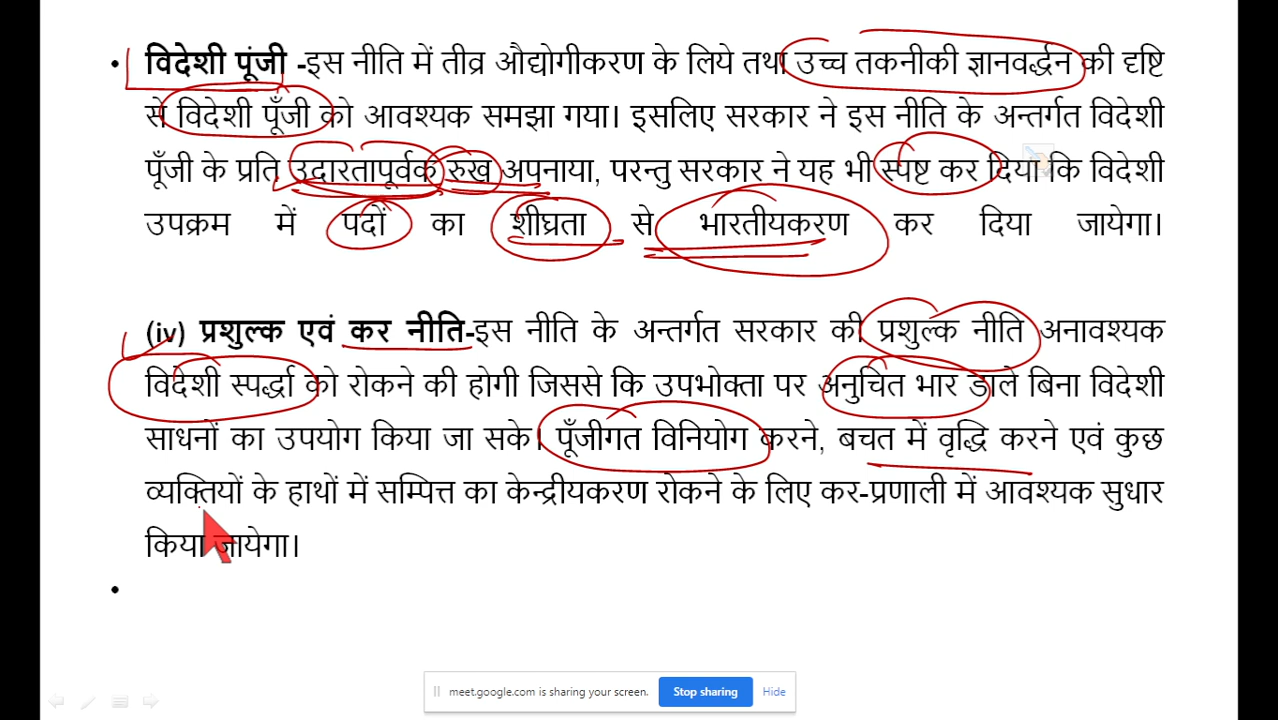 • विदेशी पूंजी -इस नीति में तीव्र औद्योगीकरण के लिये तथा उच्च तकनीकी ज्ञानवर्द्धन की दृष्टि
से विदेशी पूँजी को आवश्यक समझा गया। इसलिए सरकार ने इस नीति के अन्तर्गत विदेशी
पूँजी के प्रति उदारतापूर्वक रुख अपनाया, परन्तु सरकार ने यह भी स्पष्ट कर दिया कि विदेशी
उपक्रम में पदों का शीघ्रता से भारतीयकरण कर दिया जायेगा।
(iv) प्रशुल्क एवं कर नीति-इस नीति के अन्तर्गत सरकार की प्रशुल्क नीति अनावश्यक
विदेशी स्पर्द्धा को रोकने की होगी जिससे कि उपभोक्ता पर अनुचित भार डाले बिना विदेशी
साधनों का उपयोग किया जा सके। पूँजीगत विनियोग करने, बचत में वृद्धि करने एवं कुछ
व्यक्तियों के हाथों में सम्पित्त का केन्द्रीयकरण रोकने के लिए कर-प्रणाली में आवश्यक सुधार
किया जायेगा।
•
meet.google.com is sharing your screen. Stop sharing Hide